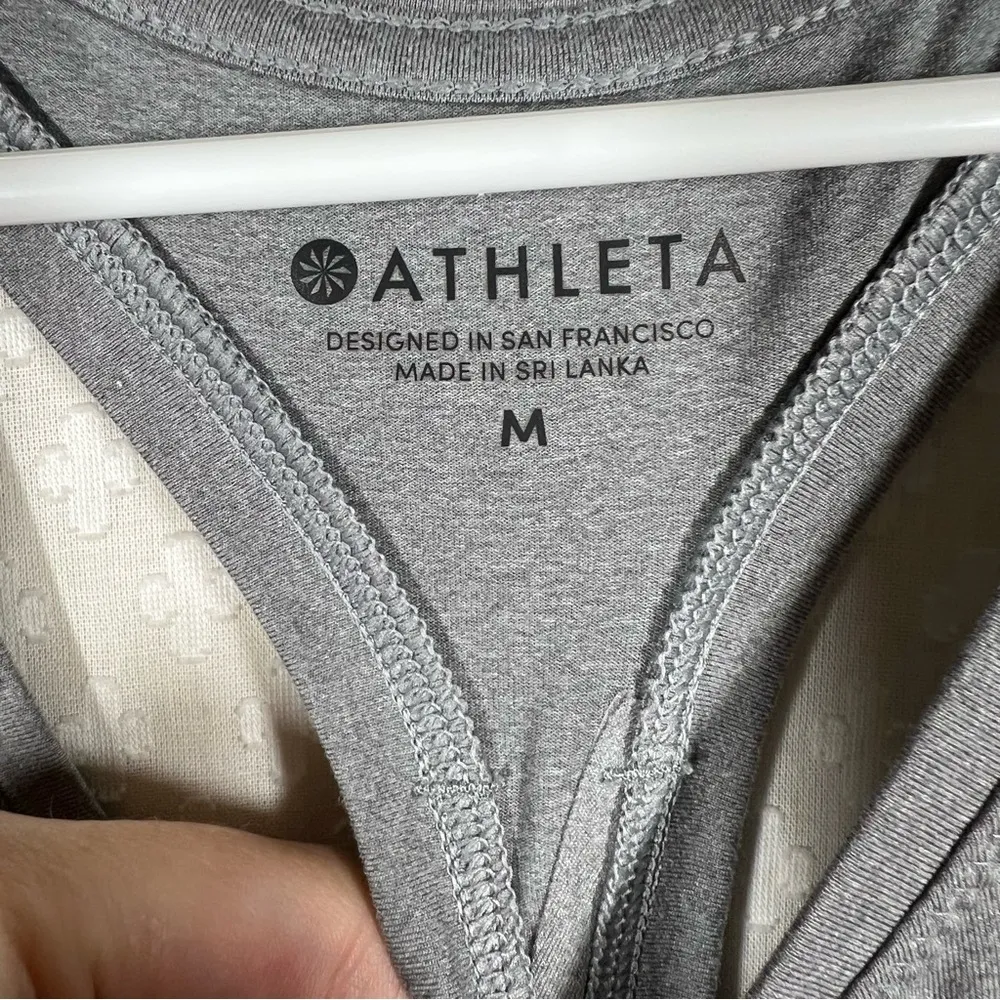 ATHLETA
DESIGNED IN SAN FRANCISCO
MADE IN SRI LANKA
M